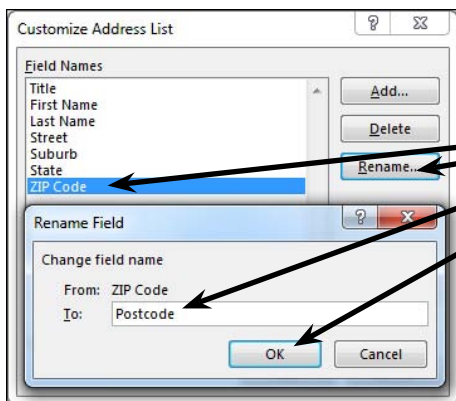 Customize Address List
Field Names
Title
First Name
Last Name
Street
Suburb
State
ZIP Code
Add...
Delete
Rename...
Rename Field
Change field name
From: ZIP Code
To: Postcode
OK Cancel